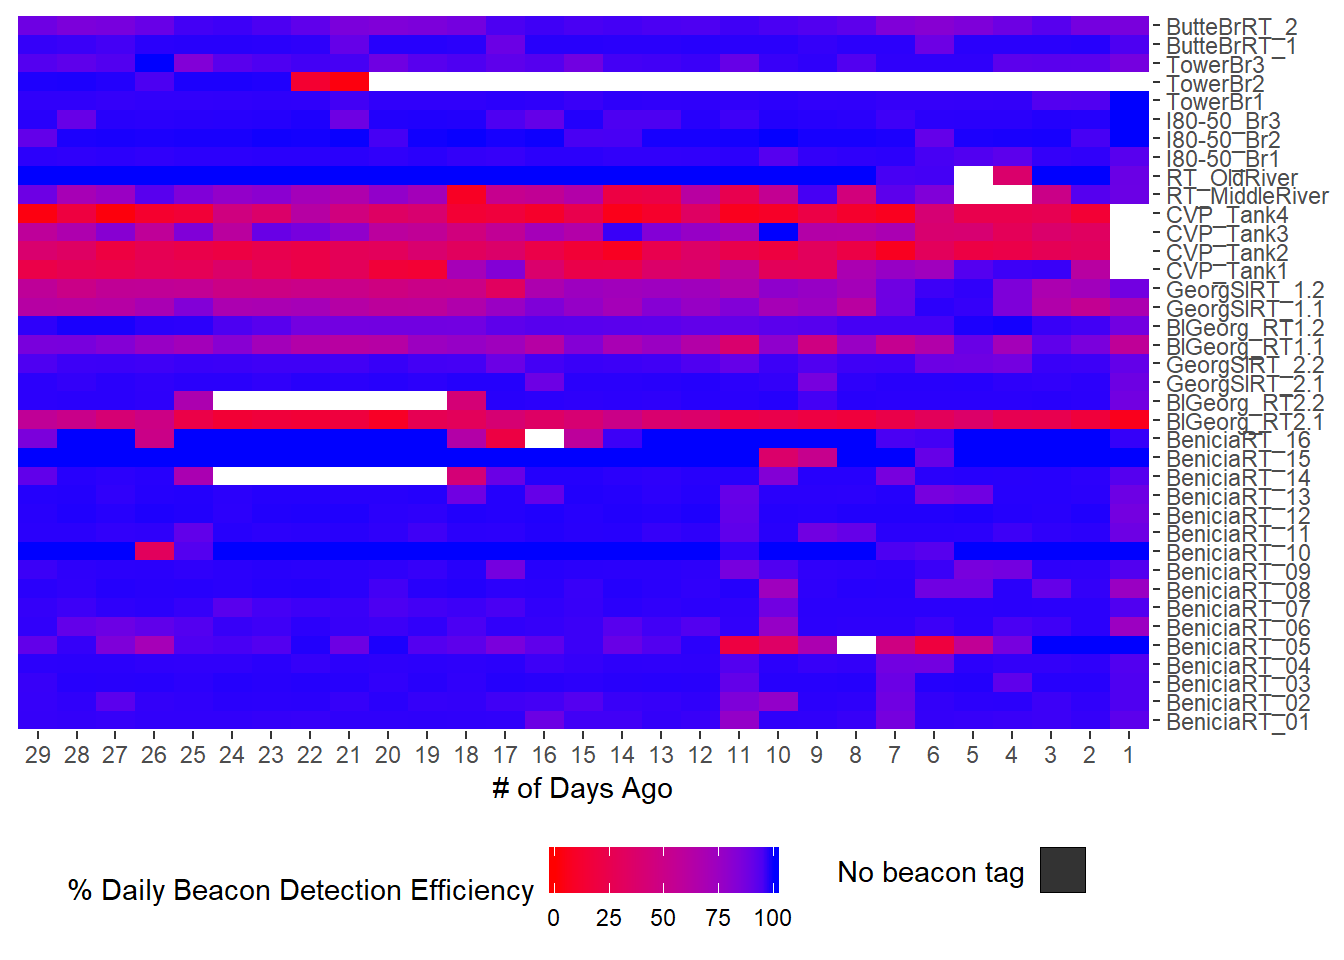 ButteBrRT_2
ButteBrRT_1
TowerBr3
TowerBr2
TowerBr1
I80-50_Br3
I80-50_Br2
I80-50_Br1
RT_OldRiver
RT_MiddleRiver
CVP_Tank4
CVP_Tank3
CVP_Tank2
CVP_Tank1
GeorgSlRT_1.2
GeorgSlRT_1.1
BlGeorg_RT1.2
BlGeorg_RT1.1
GeorgSlRT_2.2
GeorgSlRT_2.1
BlGeorg_RT2.2
BlGeorg_RT2.1
BeniciaRT_16
BeniciaRT_15
BeniciaRT_14
BeniciaRT_13
BeniciaRT_12
BeniciaRT_11
BeniciaRT_10
BeniciaRT_09
BeniciaRT_08
BeniciaRT_07
BeniciaRT_06
BeniciaRT_05
BeniciaRT_04
BeniciaRT_03
BeniciaRT_02
BeniciaRT_01
29 28 27 26 25 24 23 22 21 20 19 18 17 16 15 14 13 12 11 10 9 8 7 6 5 4 3 2 1
# of Days Ago
% Daily Beacon Detection Efficiency
0 25 50 75 100
No beacon tag